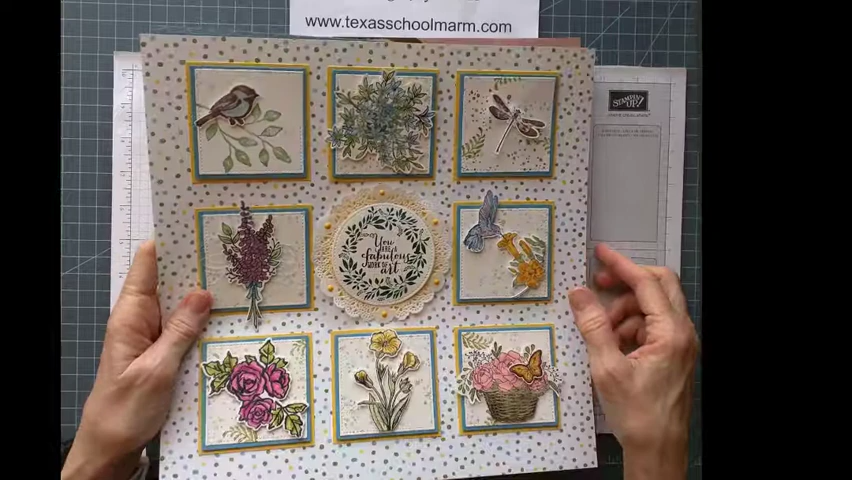 www.texasschoolmarm.com
STAMPIN' UP!
You
ARE A
fabulous
WORK OF
art